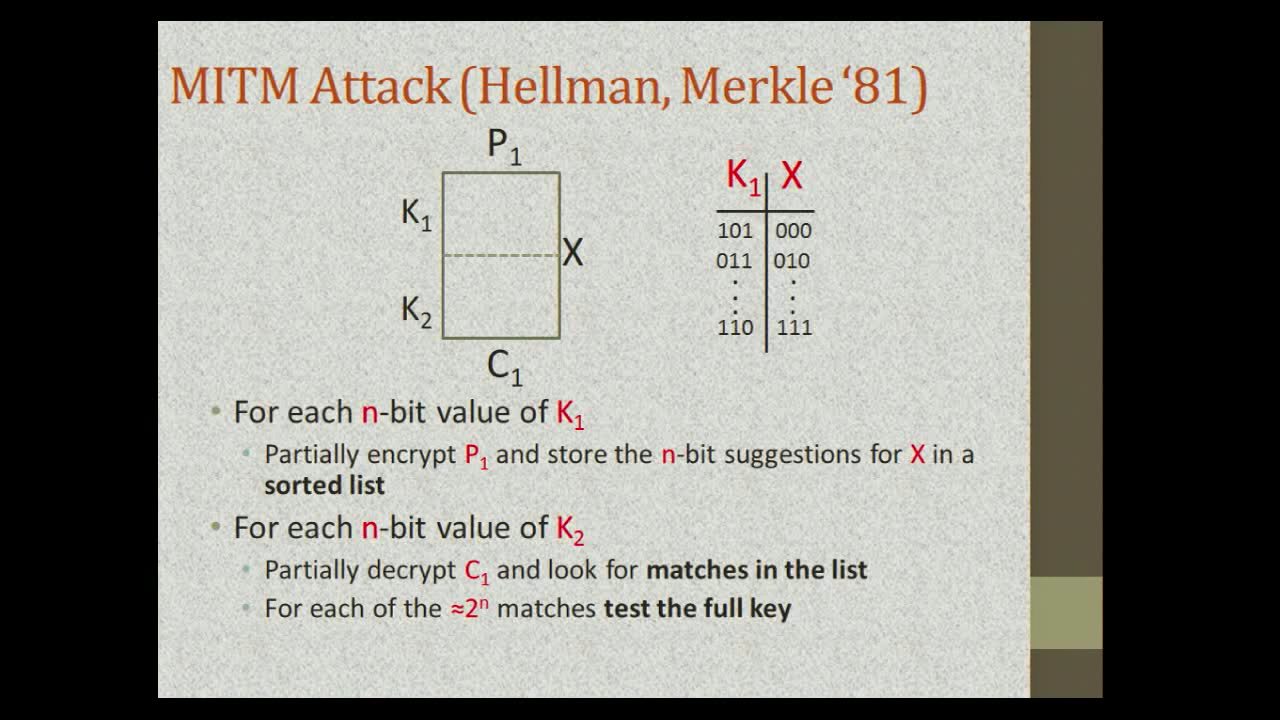 MITM Attack (Hellman, Merkle ‘81)
P1
K1
X
K2
C1
K1 X
101 000
011 010
. .
. .
. .
110 111
• For each n-bit value of K1
• Partially encrypt P1 and store the n-bit suggestions for X in a
sorted list
• For each n-bit value of K2
• Partially decrypt C1 and look for matches in the list
• For each of the ≈2ⁿ matches test the full key